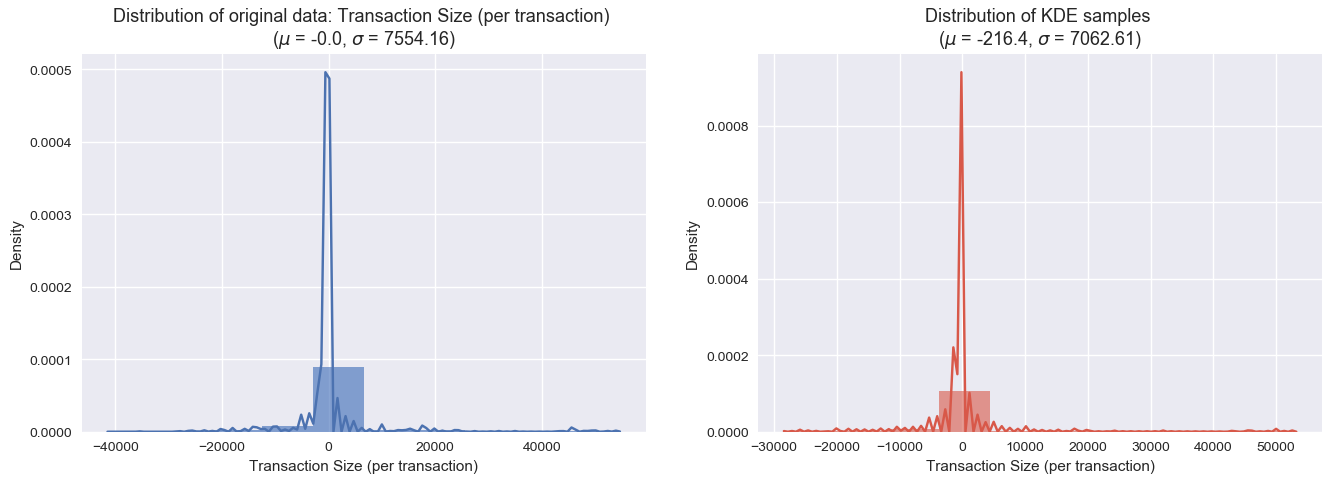 Distribution of original data: Transaction Size (per transaction)
(μ = -0.0, σ = 7554.16)
0.0005
0.0004
0.0003
0.0002
0.0001
0.0000
Density
−40000 −20000 0 20000 40000
Transaction Size (per transaction)
Distribution of KDE samples
(μ = -216.4, σ = 7062.61)
0.0008
0.0006
0.0004
0.0002
0.0000
Density
−30000 −20000 −10000 0 10000 20000 30000 40000 50000
Transaction Size (per transaction)